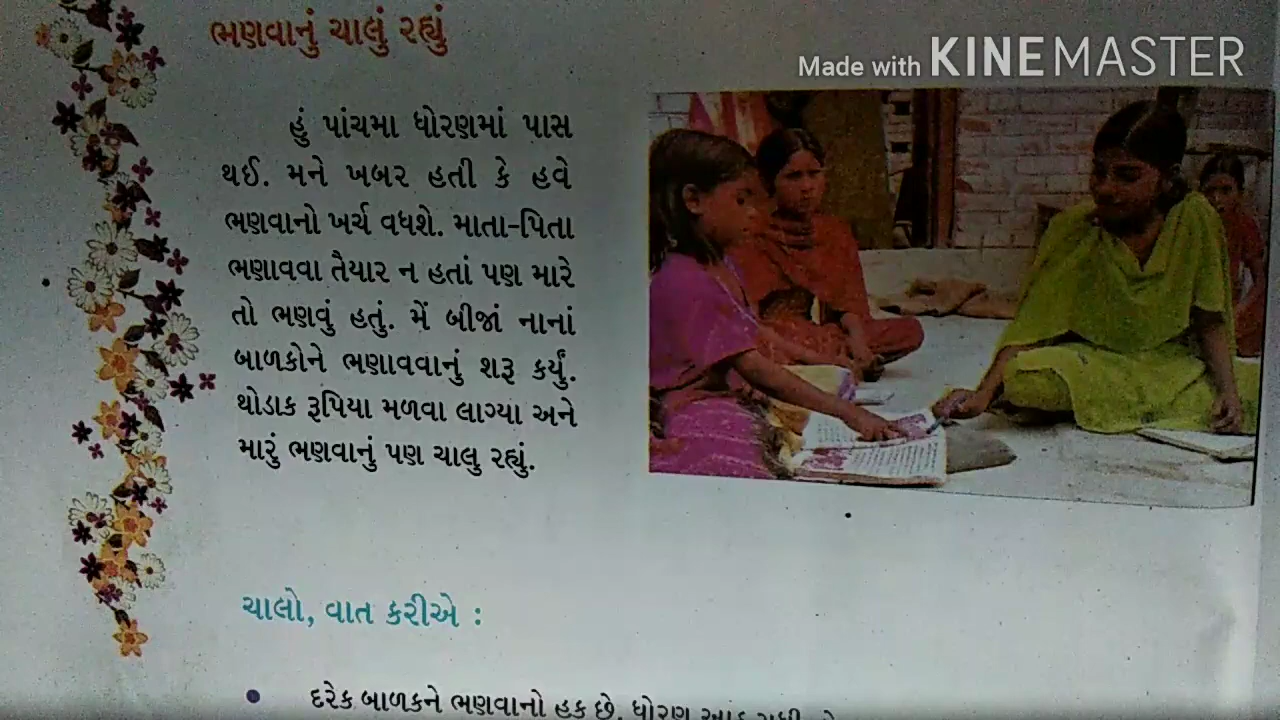 ભણવાનું ચાલું રહ્યું
Made with KINEMASTER
હું પાંચમા ધોરણમાં પાસ
થઈ. મને ખબર હતી કે હવે
ભણવાનો ખર્ચ વધશે. માતા-પિતા
ભણાવવા તૈયાર ન હતાં પણ મારે
તો ભણવું હતું. મેં બીજાં નાનાં
બાળકોને ભણાવવાનું શરૂ કર્યું.
થોડાક રૂપિયા મળવા લાગ્યા અને
મારું ભણવાનું પણ ચાલુ રહ્યું.
ચાલો, વાત કરીએ :
• દરેક બાળકને ભણવાનો હક છે. ધોરણ